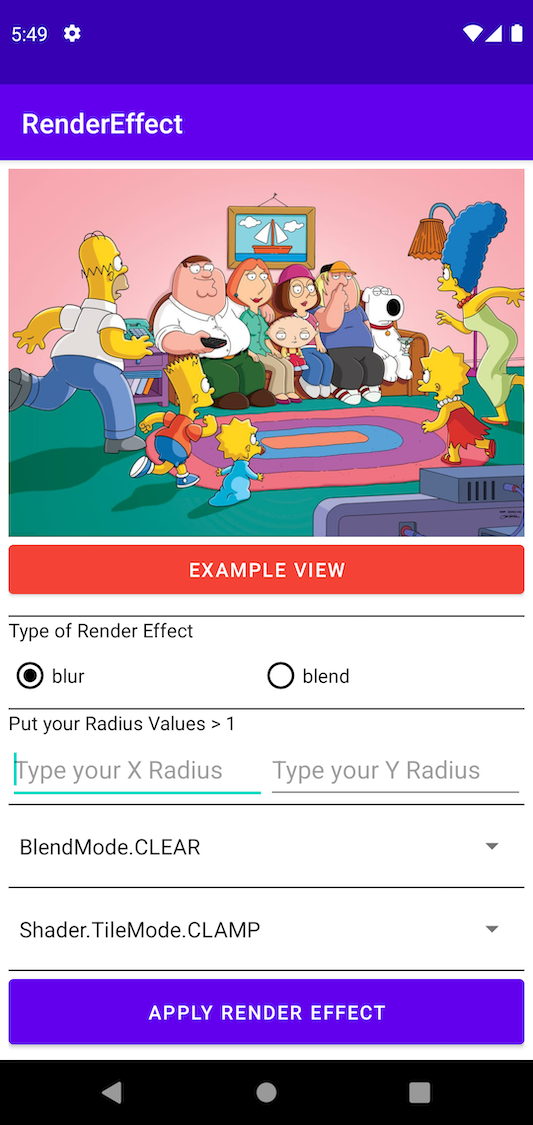 5:49
RenderEffect
EXAMPLE VIEW
Type of Render Effect
blur
blend
Put your Radius Values > 1
Type your X Radius
Type your Y Radius
BlendMode.CLEAR
Shader.TileMode.CLAMP
APPLY RENDER EFFECT